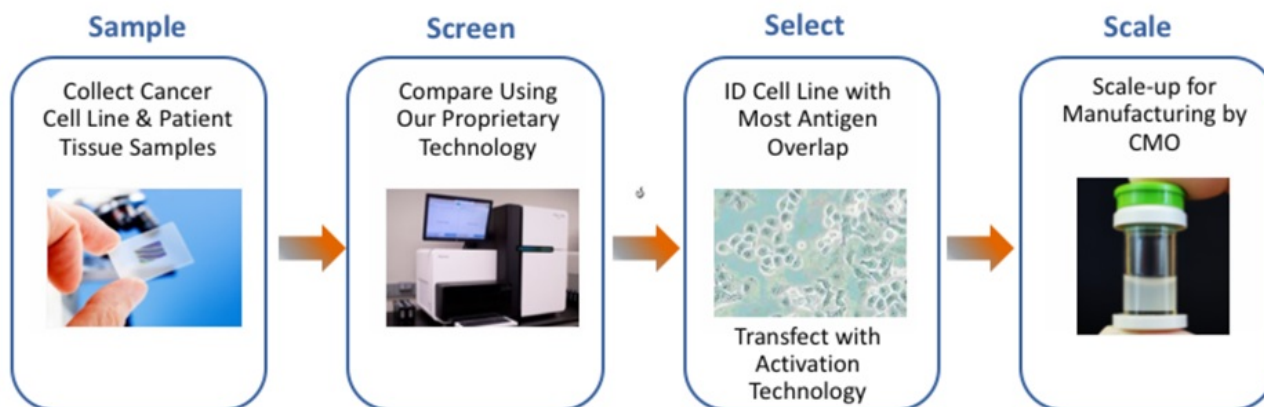 Sample
Collect Cancer
Cell Line & Patient
Tissue Samples
Screen
Compare Using
Our Proprietary
Technology
Select
ID Cell Line with
Most Antigen
Overlap
Transfect with
Activation
Technology
Scale
Scale-up for
Manufacturing by
CMO